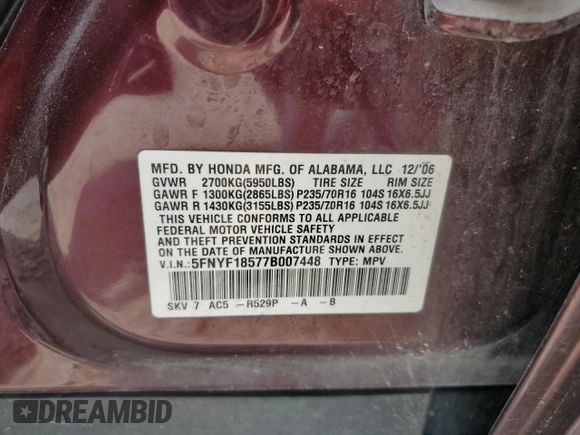 MFD. BY HONDA MFG. OF ALABAMA, LLC 12/'06
GVWR 2700KG(5950LBS) TIRE SIZE RIM SIZE
GAWR F 1300KG(2865LBS) P235/70R16 104S 16X6.5JJ
GAWR R 1430KG(3155LBS) P235/70R16 104S 16X6.5JJ
THIS VEHICLE CONFORMS TO ALL APPLICABLE
FEDERAL MOTOR VEHICLE SAFETY
AND THEFT PREVENTION STANDARDS IN EFFECT
ON THE DATE OF MANUFACTURE SHOWN ABOVE.
V.I.N.: 5FNYF18577B007448 TYPE: MPV
SKV 7 AC5 -R529P -A -B
DREAMBID